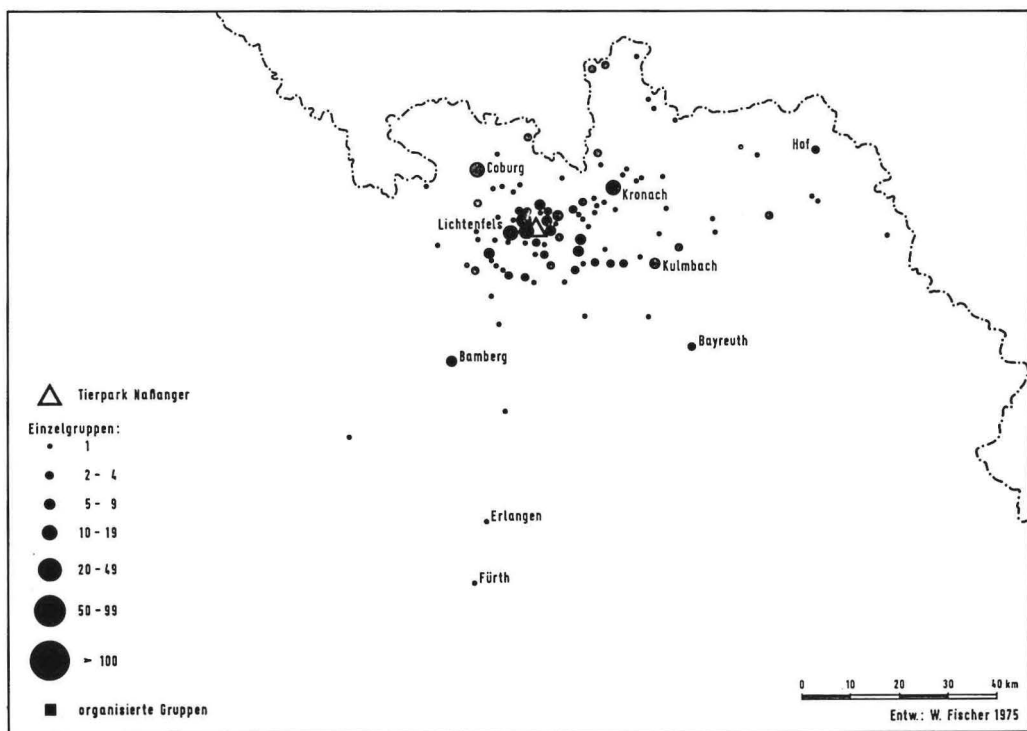 Hof
Coburg
Kronach
Lichtenfels
Kulmbach
Bayreuth
Bamberg
Tierpark Naßanger
Einzelgruppen:
1
2 - 4
5 - 9
10 - 19
Erlangen
20 - 49
Fürth
50 - 99
> 100
0 10 20 30 40 km
organisierte Gruppen
Entw.: W. Fischer 1975